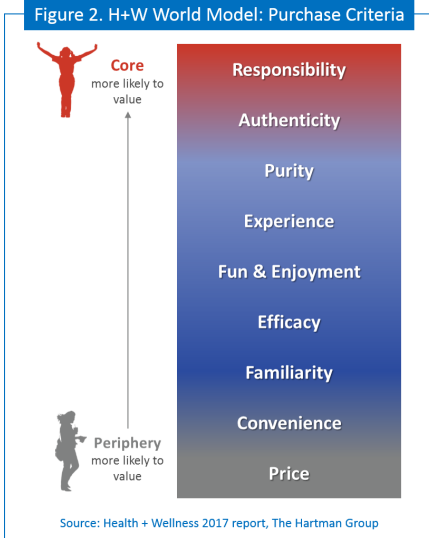 Figure 2. H+W World Model: Purchase Criteria
Core
more likely to
value
Responsibility
Authenticity
Purity
Experience
Fun & Enjoyment
Efficacy
Familiarity
Convenience
Price
Periphery
more likely to
value
Source: Health + Wellness 2017 report, The Hartman Group